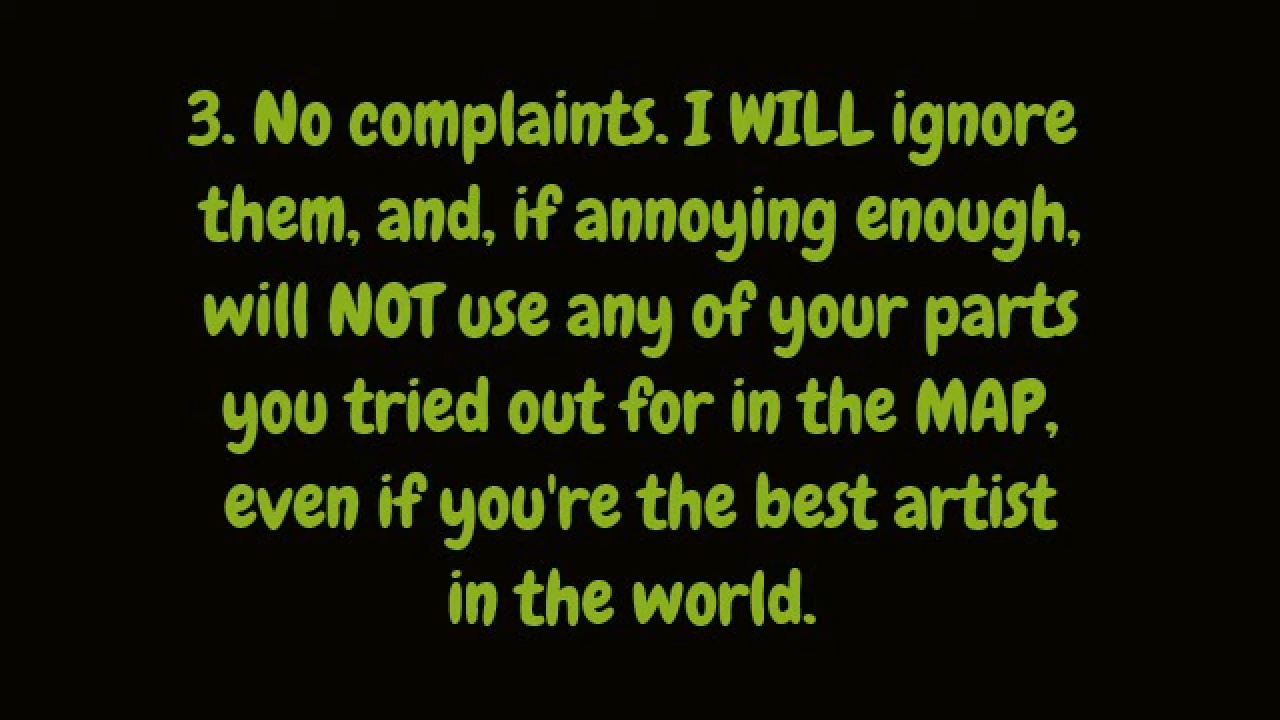 3. No complaints. I WILL ignore
them, and, if annoying enough,
will NOT use any of your parts
you tried out for in the MAP,
even if you're the best artist
in the world.